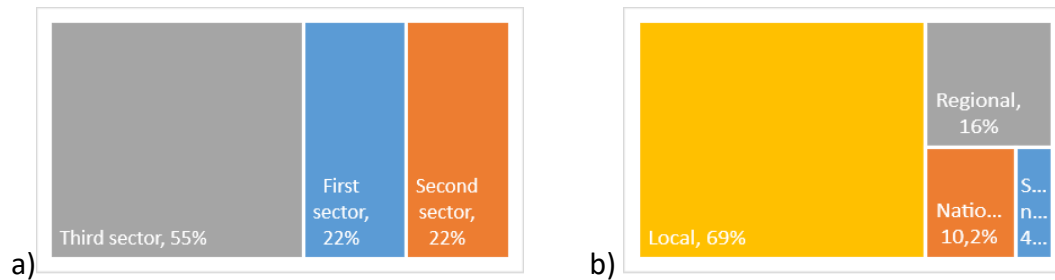 a)
Third sector, 55%
First
sector,
22%
Second
sector,
22%
b)
Local, 69%
Regional,
16%
Natio...
10,2%
S...
n...
4...